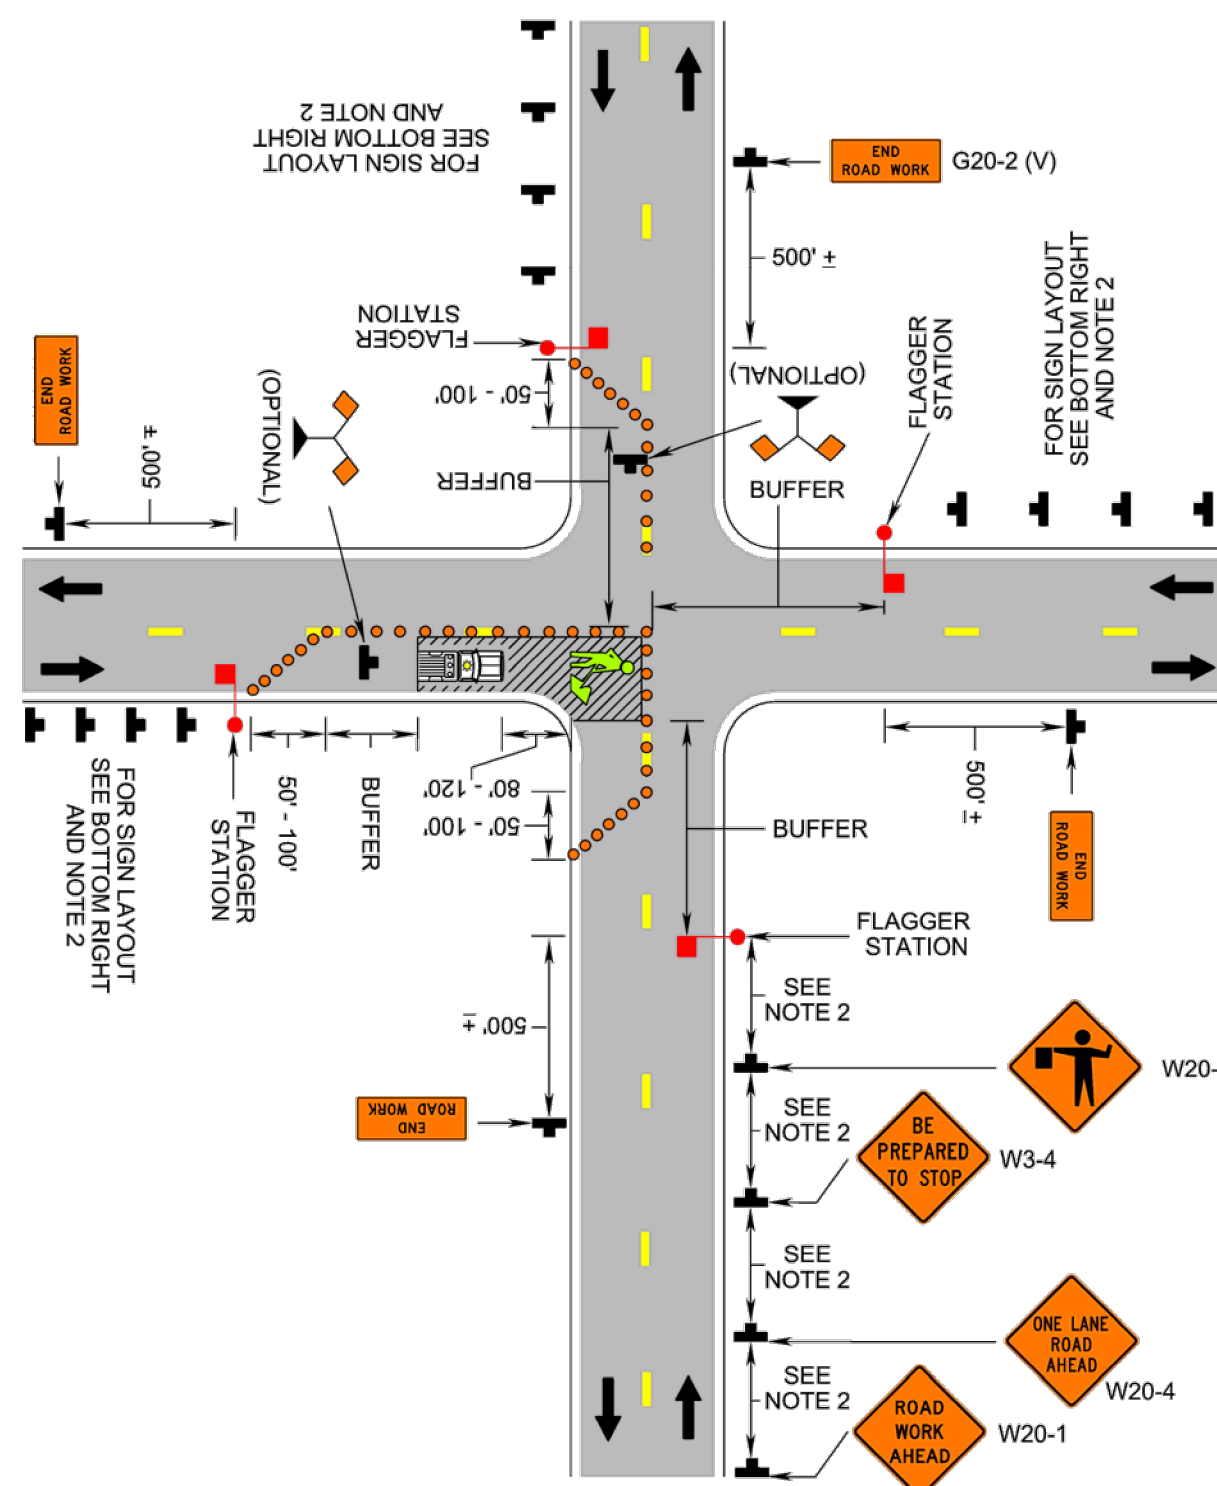 FOR SIGN LAYOUT
SEE BOTTOM RIGHT
AND NOTE 2
END
ROAD WORK
G20-2 (V)
500' ±
FLAGGER
STATION
50' - 100'
(OPTIONAL)
BUFFER
BUFFER
FLAGGER
STATION
FOR SIGN LAYOUT
SEE BOTTOM RIGHT
AND NOTE 2
END
ROAD WORK
500' ±
(OPTIONAL)
FOR SIGN LAYOUT
SEE BOTTOM RIGHT
AND NOTE 2
FLAGGER
STATION
50' - 100'
BUFFER
80' - 120'
50' - 100'
BUFFER
500' ±
END
ROAD WORK
FLAGGER
STATION
500' ±
END
ROAD WORK
SEE
NOTE 2
W20-
SEE
NOTE 2
BE
PREPARED
TO STOP
W3-4
SEE
NOTE 2
ONE LANE
ROAD
AHEAD
W20-4
SEE
NOTE 2
ROAD
WORK
AHEAD
W20-1